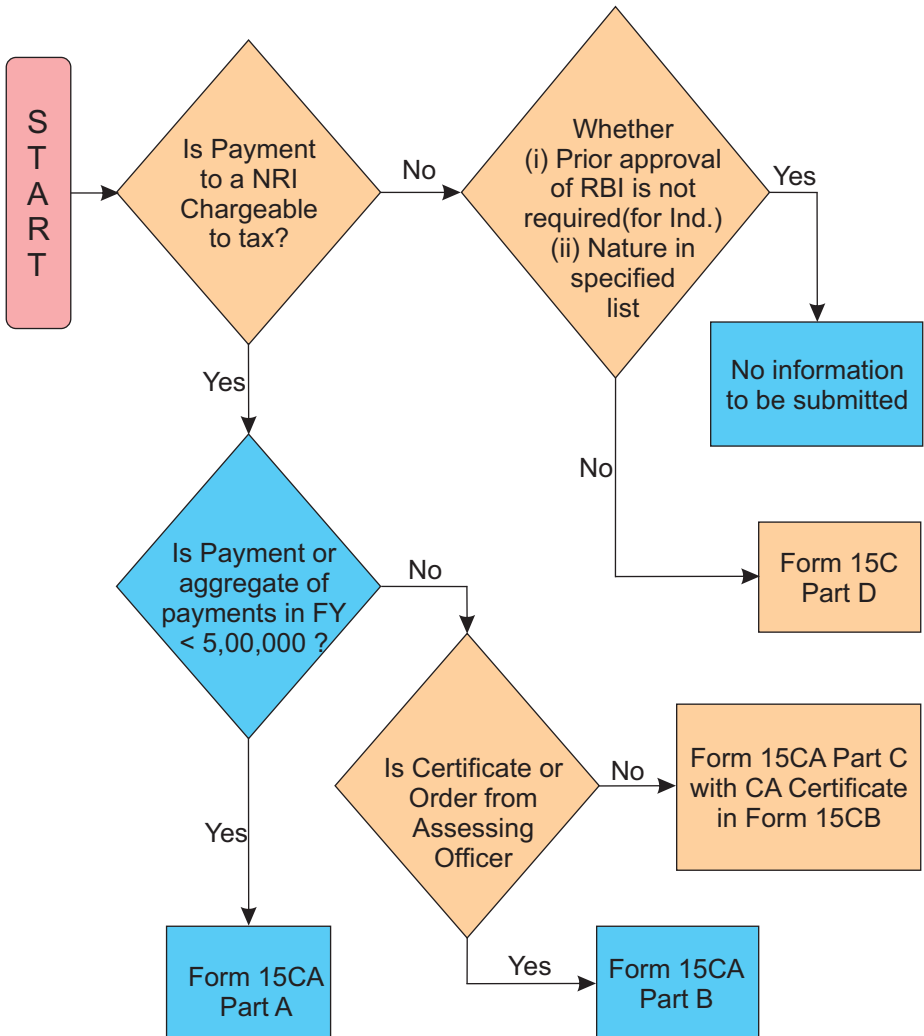 START
Is Payment
to a NRI
Chargeable
to tax?
No
Whether
(i) Prior approval
of RBI is not
required(for Ind.)
(ii) Nature in
specified
list
Yes
No information
to be submitted
Yes
No
Form 15C
Part D
Is Payment or
aggregate of
payments in FY
< 5,00,000 ?
No
Is Certificate or
Order from
Assessing
Officer
No
Form 15CA Part C
with CA Certificate
in Form 15CB
Yes
Form 15CA
Part A
Yes
Form 15CA
Part B